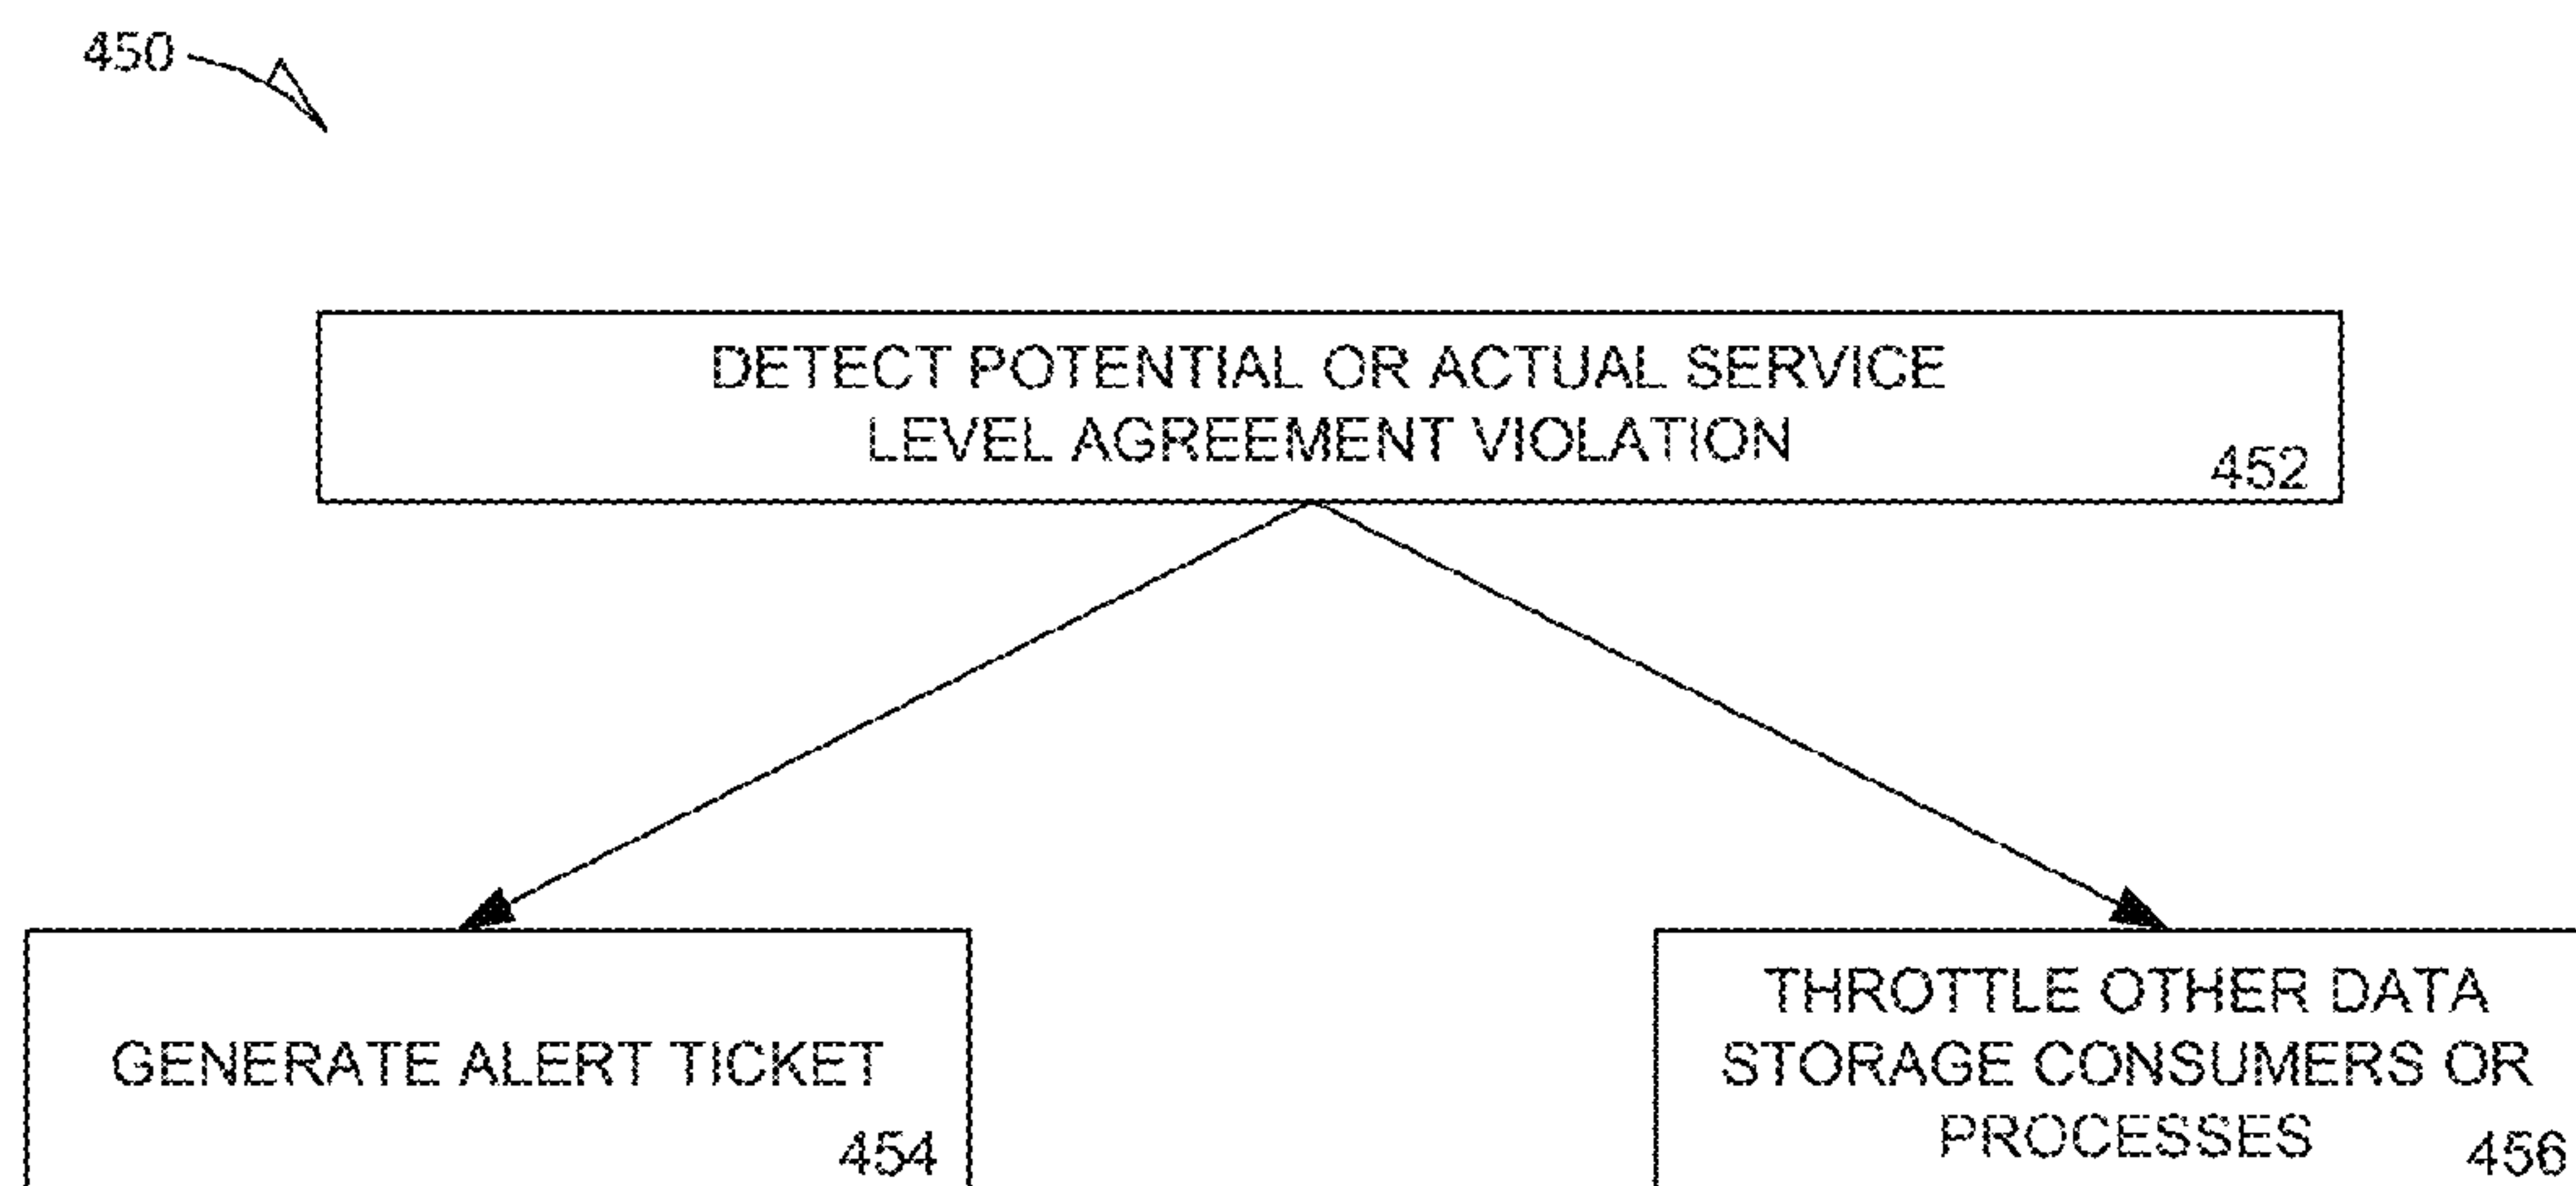 450
DETECT POTENTIAL OR ACTUAL SERVICE
LEVEL AGREEMENT VIOLATION
452
GENERATE ALERT TICKET
454
THROTTLE OTHER DATA
STORAGE CONSUMERS OR
PROCESSES
456